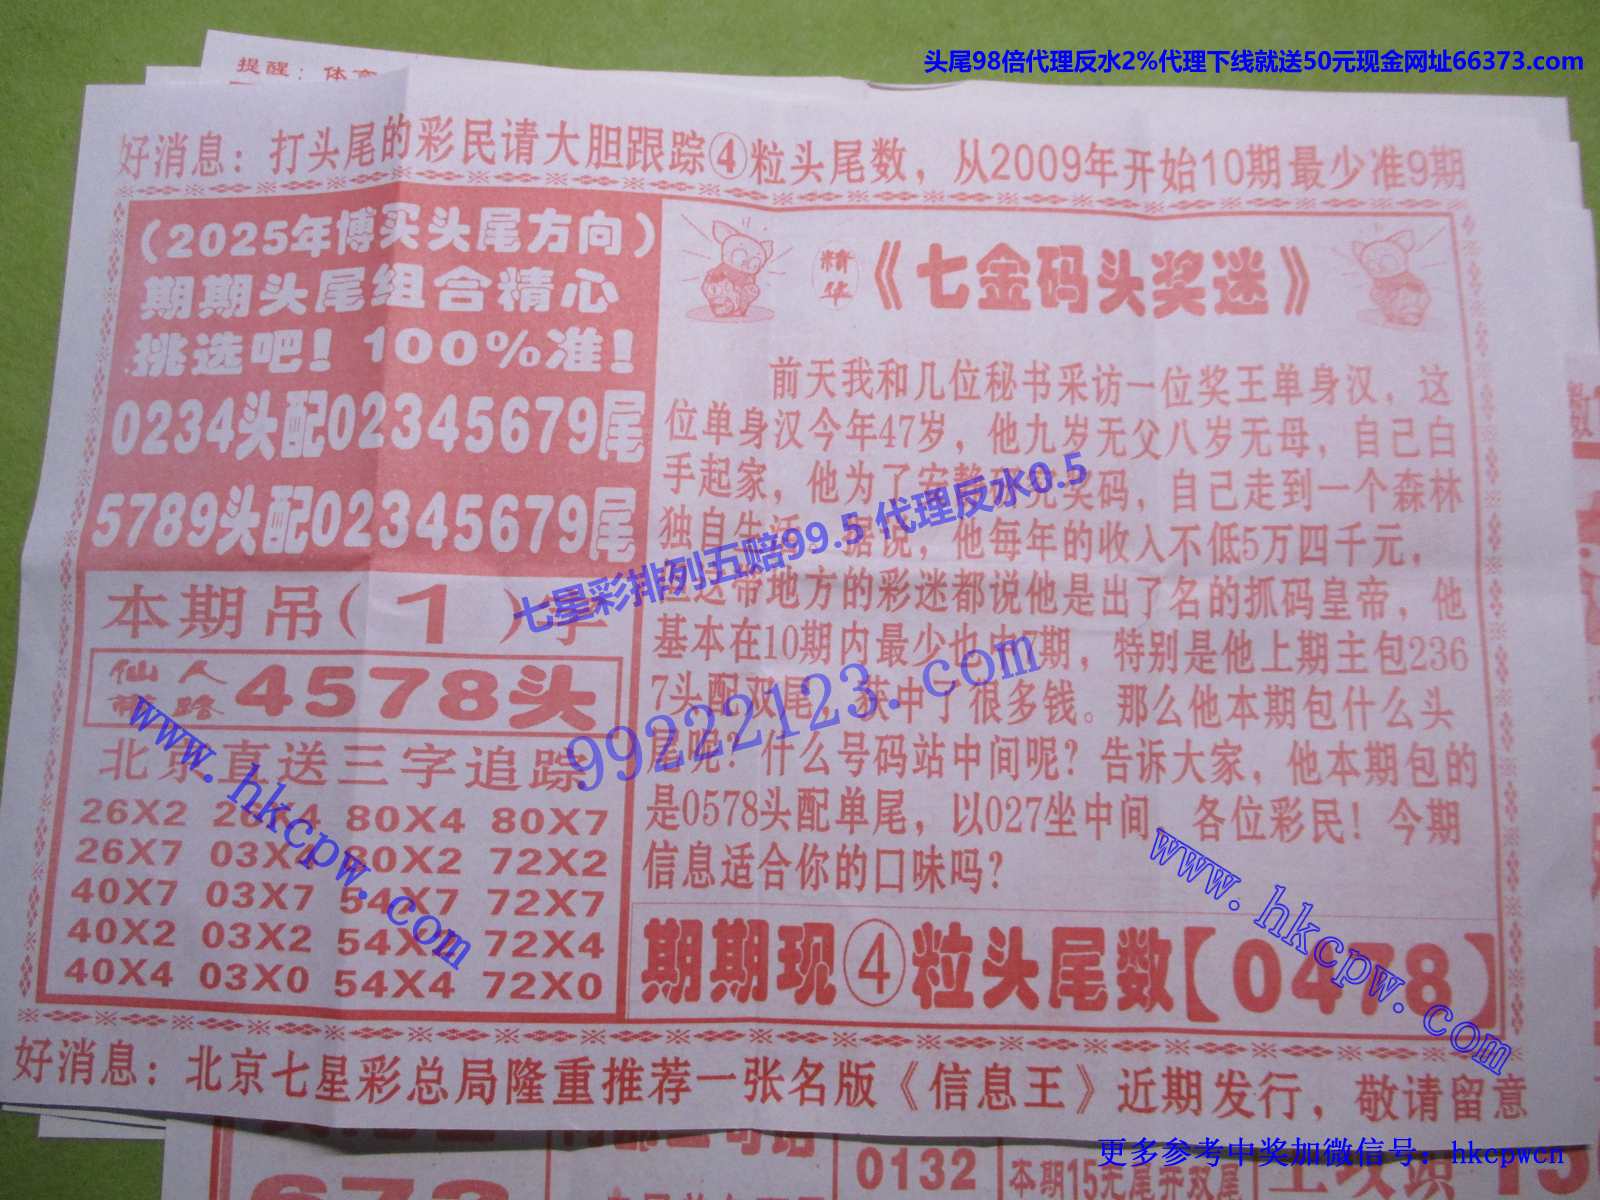 头尾98倍代理反水2%代理下线就送50元现金网址66373.com
提醒：体育
好消息：打头尾的彩民请大胆跟踪④粒头尾数，从2009年开始10期最少准9期
（2025年博买头尾方向）
期期头尾组合精心
挑选吧！100%准！
0234头配02345679尾
5789头配02345679尾
本期吊（1）字
仙人
路 4578头
北京直送三字追踪
26X2 26X4 80X4 80X7
26X7 03X4 80X2 72X2
40X7 03X7 54X7 72X7
40X2 03X2 54X2 72X4
40X4 03X0 54X4 72X0
精华《七金码头奖迷》
前天我和几位秘书采访一位奖王单身汉，这
位单身汉今年47岁，他九岁无父八岁无母，自己白
手起家，他为了安静研究奖码，自己走到一个森林
独自生活，据说，他每年的收入不低5万四千元，
在这带地方的彩迷都说他是出了名的抓码皇帝，他
基本在10期内最少也中7期，特别是他上期主包236
7头配双尾，获中了很多钱。那么他本期包什么头
尾呢？什么号码站中间呢？告诉大家，他本期包的
是0578头配单尾，以027坐中间，各位彩民！今期
信息适合你的口味吗？
期期现④粒头尾数【0478】
好消息：北京七星彩总局隆重推荐一张名版《信息王》近期发行，敬请留意
七星彩排列五赔99.5 代理反水0.5
99222123.com
www.hkcpw.com
www.hkcpw.com
0132
本期15无尾并双尾
更多参考中奖加微信号：hkcpwcn